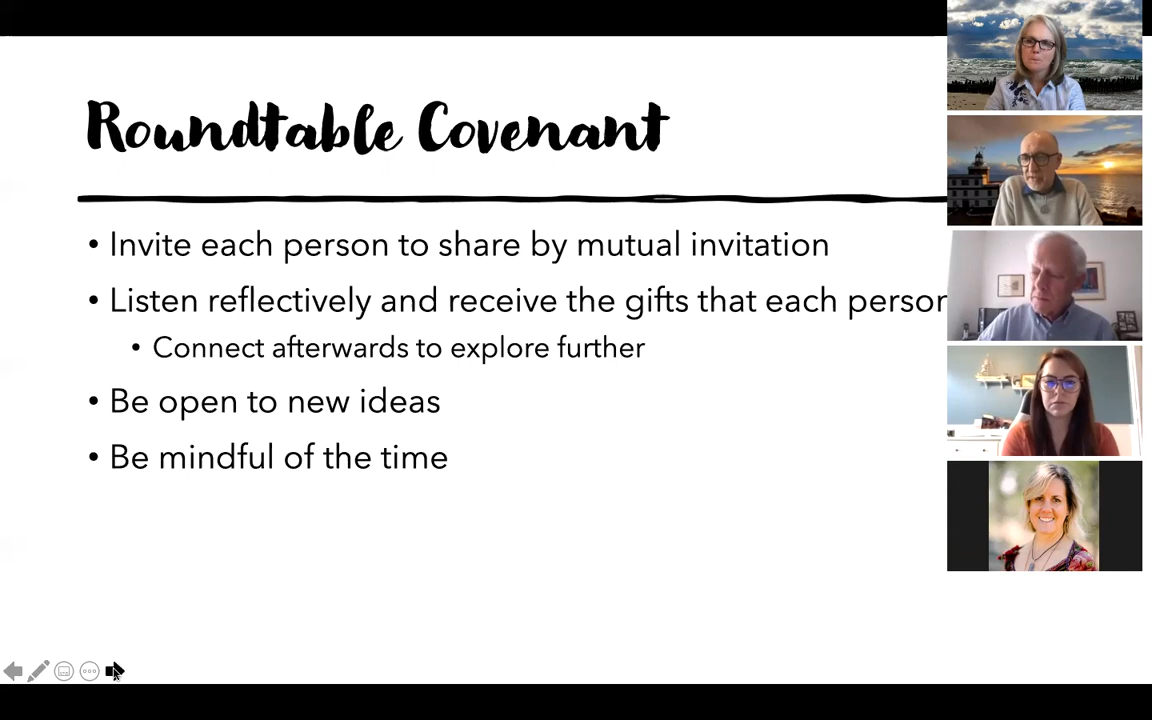 Roundtable Covenant
• Invite each person to share by mutual invitation
• Listen reflectively and receive the gifts that each person
• Connect afterwards to explore further
• Be open to new ideas
• Be mindful of the time